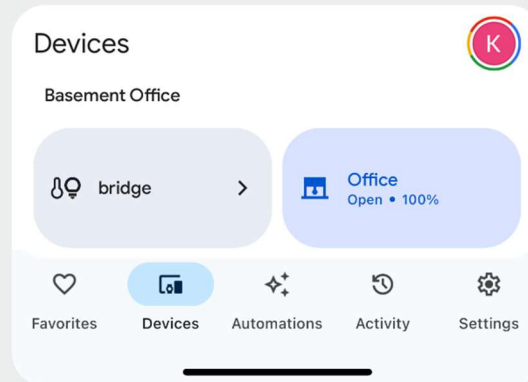 Devices
K
Basement Office
bridge
Office
Open • 100%
Favorites
Devices
Automations
Activity
Settings